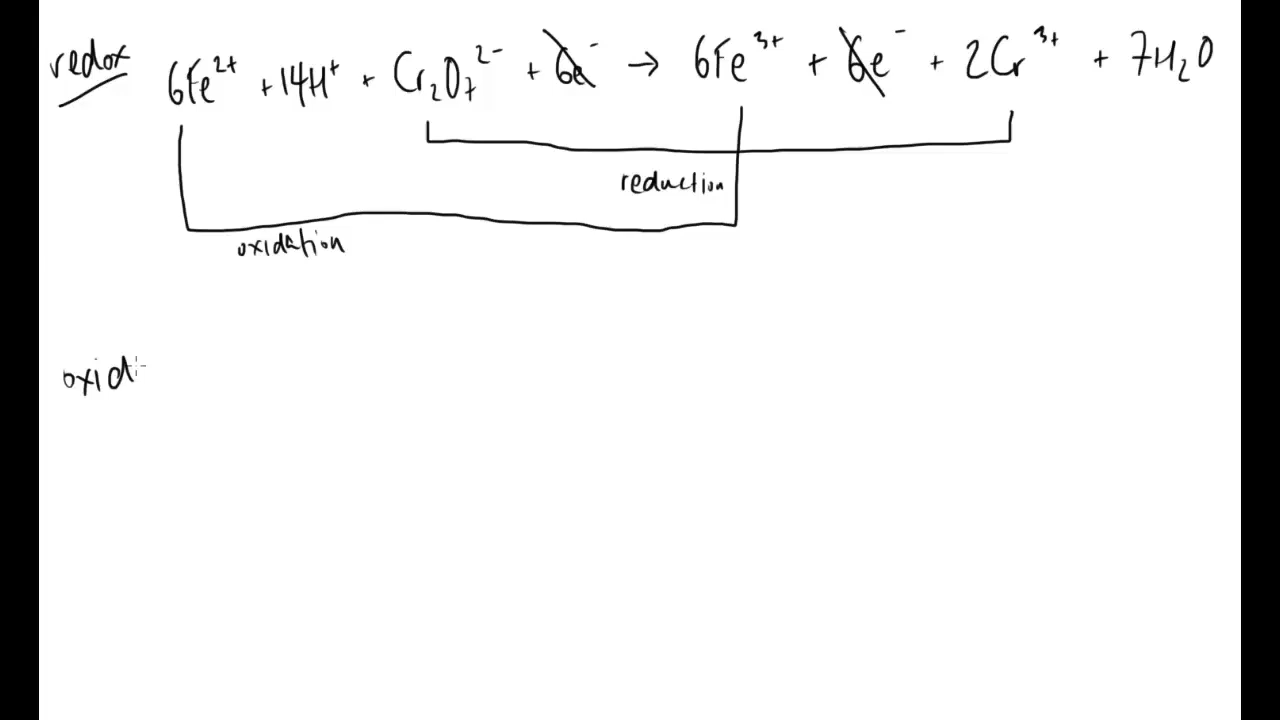 redox 6Fe²⁺ + 14H⁺ + Cr₂O₇²⁻ + 6e⁻ → 6Fe³⁺ + 6e⁻ + 2Cr³⁺ + 7H₂O
reduction
oxidation
oxid